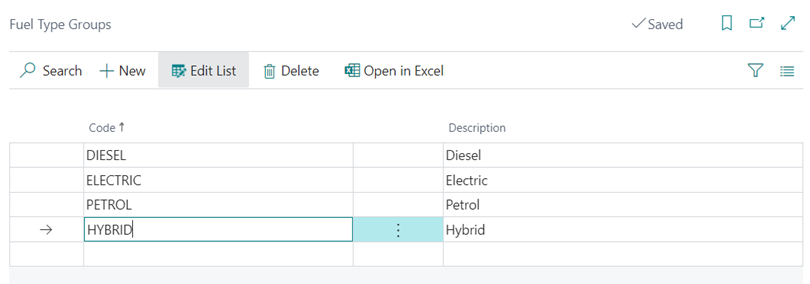 Fuel Type Groups Saved
Search New Edit List Delete Open in Excel
Code Description
DIESEL Diesel
ELECTRIC Electric
PETROL Petrol
HYBRID Hybrid